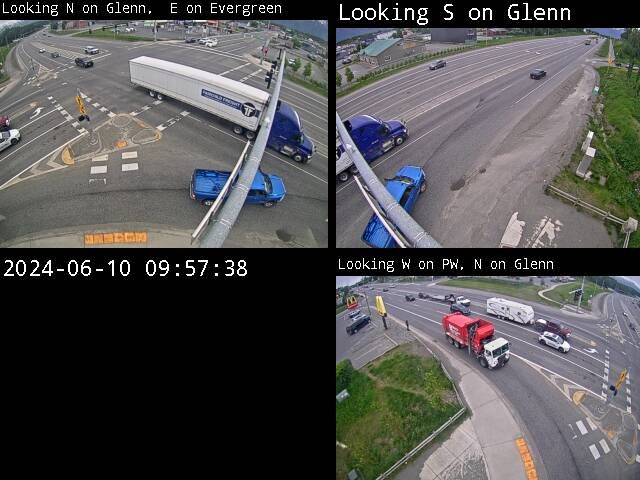 Looking N on Glenn,  E on Evergreen
Looking S on Glenn
2024-06-10 09:57:38
Looking W on PW, N on Glenn